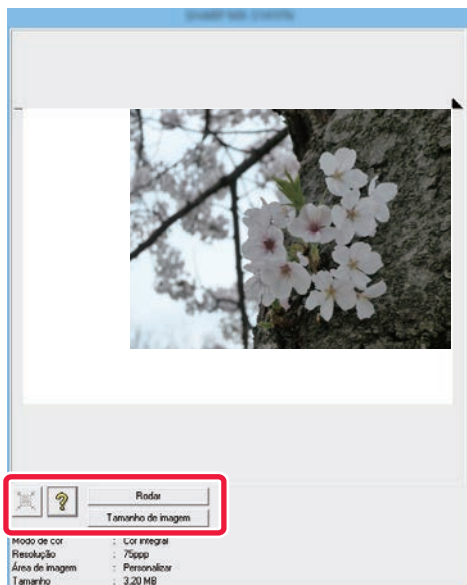 ?
Rodar
Tamanho de imagem
Modo de cor : Cor integral
Resolução : 75ppp
Área de imagem : Personalizar
Tamanho : 3.20 MB